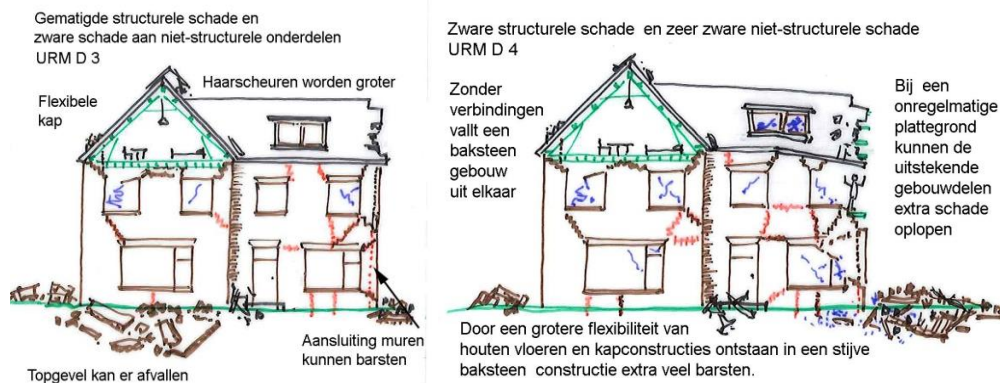 Gematigde structurele schade en
zware schade aan niet-structurele onderdelen
URM D 3
Haarscheuren worden groter
Flexibele
kap
Aansluiting muren
kunnen barsten
Topgevel kan er afvallen
Zware structurele schade en zeer zware niet-structurele schade
URM D 4
Zonder
verbindingen
vallt een
baksteen
gebouw
uit elkaar
Bij een
onregelmatige
plattegrond
kunnen de
uitstekende
gebouwdelen
extra schade
oplopen
Door een grotere flexibiliteit van
houten vloeren en kapconstructies ontstaan in een stijve
baksteen constructie extra veel barsten.